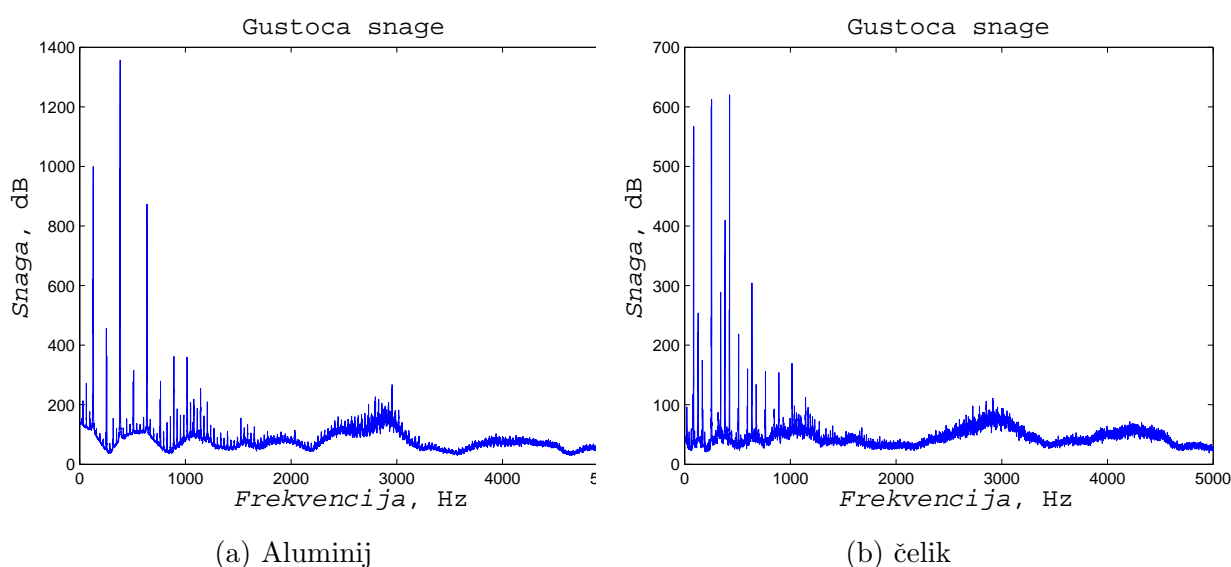 Gustoca snage
1400
1200
1000
800
600
400
200
0
Snaga, dB
0 1000 2000 3000 4000 5
Frekvencija, Hz
(a) Aluminij
Gustoca snage
700
600
500
400
300
200
100
0
Snaga, dB
0 1000 2000 3000 4000 5000
Frekvencija, Hz
(b) čelik